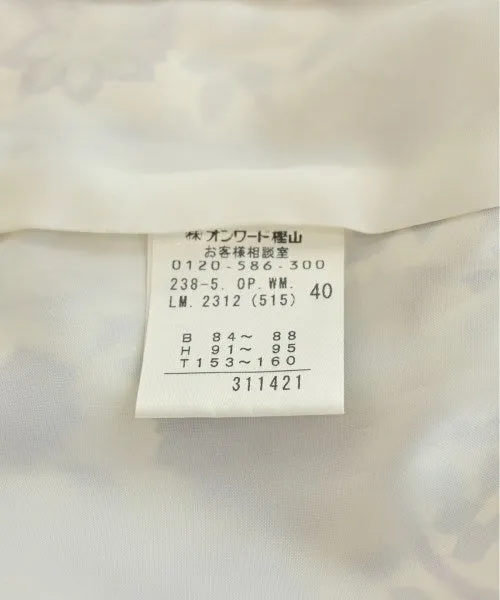 ㈱オンワード樫山
お客様相談室
0120-586-300
238-5. OP. WM.
LM. 2312 (515) 40
B 84～ 88
H 91～ 95
T153～160
311421